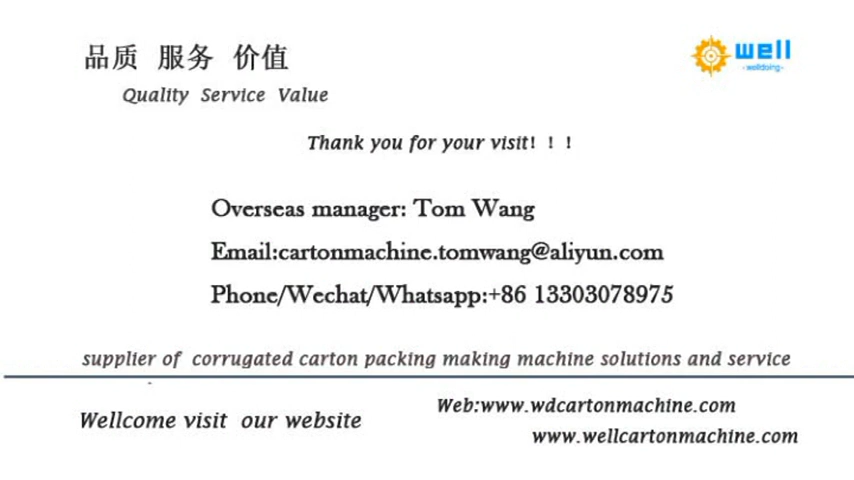 品质 服务 价值
well
-welldoing-
Quality Service Value
Thank you for your visit！！！
Overseas manager: Tom Wang
Email:cartonmachine.tomwang@aliyun.com
Phone/Wechat/Whatsapp:+86 13303078975
supplier of corrugated carton packing making machine solutions and service
Wellcome visit our website
Web:www.wdcartonmachine.com
www.wellcartonmachine.com